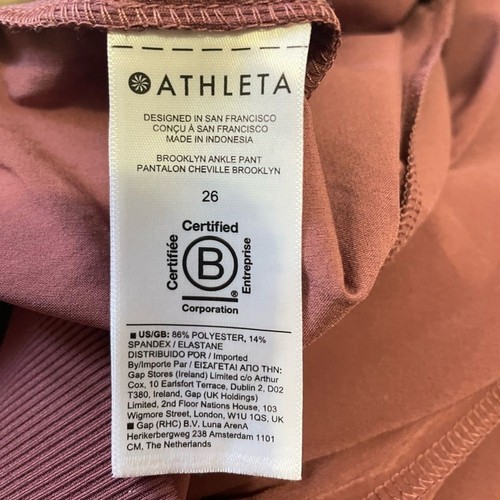 ATHLETA
DESIGNED IN SAN FRANCISCO
CONÇU À SAN FRANCISCO
MADE IN INDONESIA
BROOKLYN ANKLE PANT
PANTALON CHEVILLE BROOKLYN
26
Certified
Certifiée
B
Entreprise
®
Corporation
■ US/GB: 86% POLYESTER, 14%
SPANDEX / ELASTANE
DISTRIBUIDO POR / Imported
By/Importe Par / ΕΙΣΑΓΕΤΑΙ ΑΠΟ ΤΗΝ:
Gap Stores (Ireland) Limited c/o Arthur
Cox, 10 Earlsfort Terrace, Dublin 2, D02
T380, Ireland, Gap (UK Holdings)
Limited, 2nd Floor Nations House, 103
Wigmore Street, London, W1U 1QS, UK
■ Gap (RHC) B.V. Luna ArenA
Herikerbergweg 238 Amsterdam 1101
CM, The Netherlands